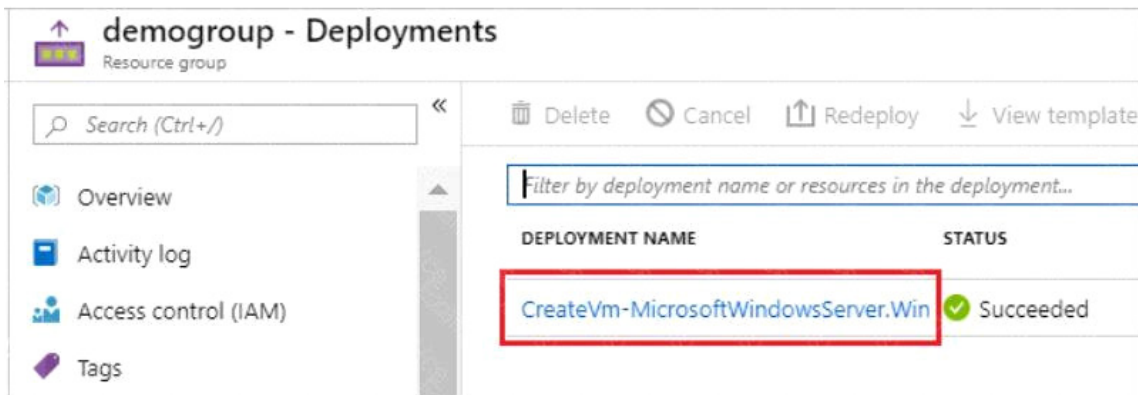 demogroup - Deployments
Resource group
Search (Ctrl+/)
«
Delete Cancel Redeploy View template
Overview
Activity log
Access control (IAM)
Tags
Filter by deployment name or resources in the deployment...
DEPLOYMENT NAME STATUS
CreateVm-MicrosoftWindowsServer.Win Succeeded